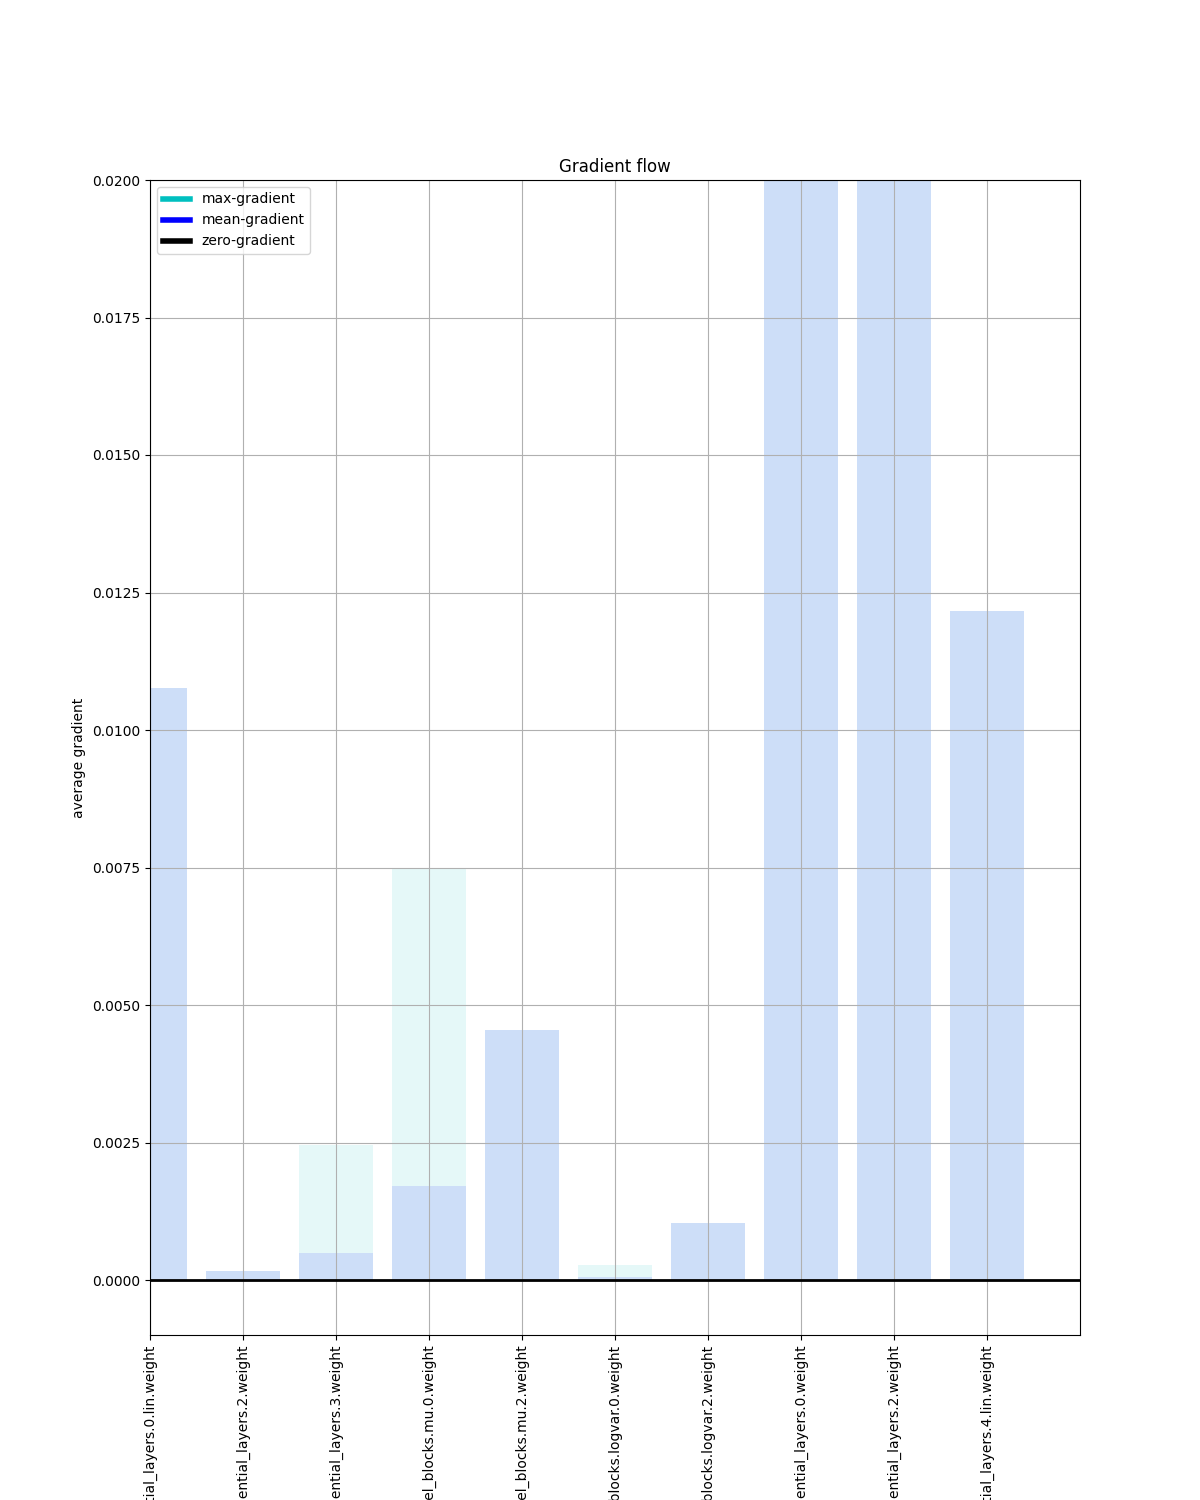 Gradient flow
max-gradient
mean-gradient
zero-gradient
0.0200
0.0175
0.0150
0.0125
0.0100
0.0075
0.0050
0.0025
0.0000
average gradient
tial_layers.0.lin.weight
ential_layers.2.weight
ential_layers.3.weight
el_blocks.mu.0.weight
el_blocks.mu.2.weight
blocks.logvar.0.weight
blocks.logvar.2.weight
ential_layers.0.weight
ential_layers.2.weight
tial_layers.4.lin.weight